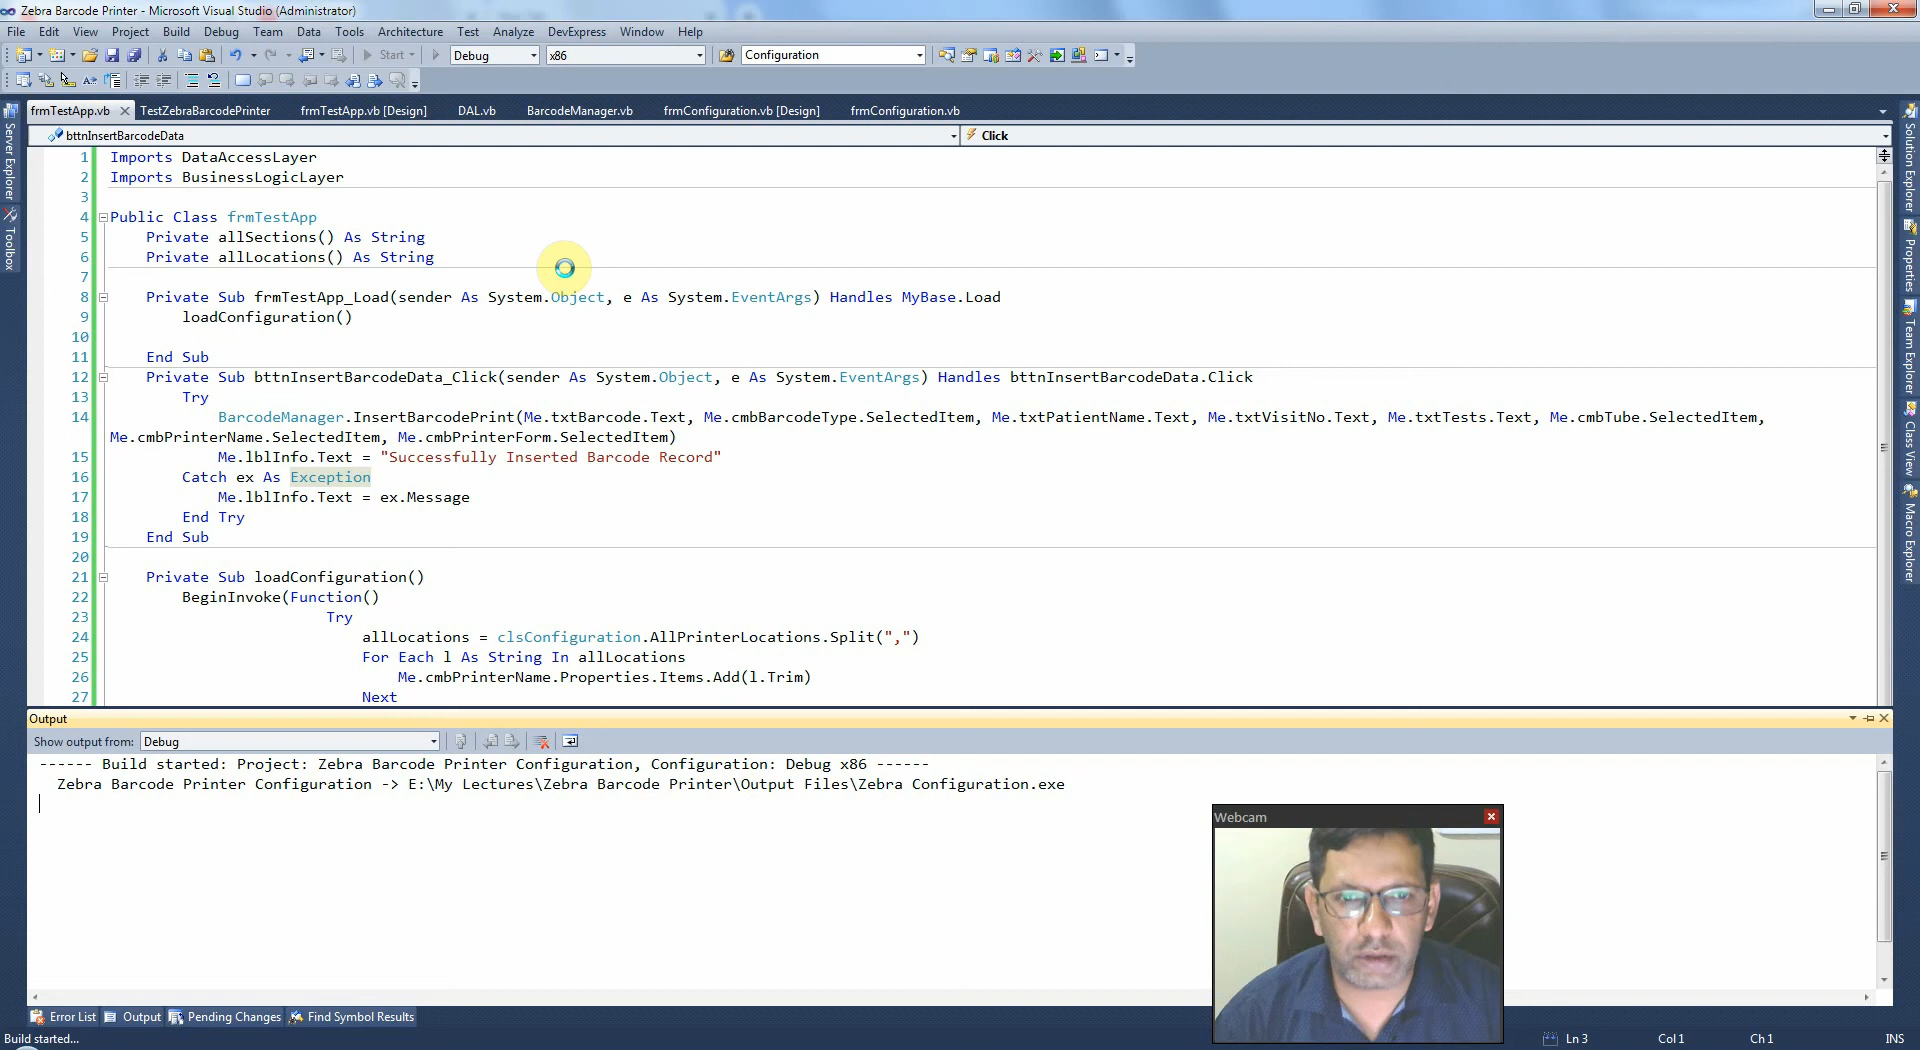 Zebra Barcode Printer - Microsoft Visual Studio (Administrator)
File Edit View Project Build Debug Team Data Tools Architecture Test Analyze DevExpress Window Help
Start Debug x86 Configuration
frmTestApp.vb TestZebraBarcodePrinter frmTestApp.vb [Design] DAL.vb BarcodeManager.vb frmConfiguration.vb [Design] frmConfiguration.vb
bttnInsertBarcodeData Click
1 Imports DataAccessLayer
2 Imports BusinessLogicLayer
3
4 Public Class frmTestApp
5 Private allSections() As String
6 Private allLocations() As String
7
8 Private Sub frmTestApp_Load(sender As System.Object, e As System.EventArgs) Handles MyBase.Load
9 loadConfiguration()
10
11 End Sub
12 Private Sub bttnInsertBarcodeData_Click(sender As System.Object, e As System.EventArgs) Handles bttnInsertBarcodeData.Click
13 Try
14 BarcodeManager.InsertBarcodePrint(Me.txtBarcode.Text, Me.cmbBarcodeType.SelectedItem, Me.txtPatientName.Text, Me.txtVisitNo.Text, Me.txtTests.Text, Me.cmbTube.SelectedItem,
Me.cmbPrinterName.SelectedItem, Me.cmbPrinterForm.SelectedItem)
15 Me.lblInfo.Text = "Successfully Inserted Barcode Record"
16 Catch ex As Exception
17 Me.lblInfo.Text = ex.Message
18 End Try
19 End Sub
20
21 Private Sub loadConfiguration()
22 BeginInvoke(Function()
23 Try
24 allLocations = clsConfiguration.AllPrinterLocations.Split(",")
25 For Each l As String In allLocations
26 Me.cmbPrinterName.Properties.Items.Add(l.Trim)
27 Next
Server Explorer
Toolbox
Solution Explorer
Properties
Team Explorer
Class View
Macro Explorer
Output
Show output from: Debug
------ Build started: Project: Zebra Barcode Printer Configuration, Configuration: Debug x86 ------
Zebra Barcode Printer Configuration -> E:\My Lectures\Zebra Barcode Printer\Output Files\Zebra Configuration.exe
Webcam
Error List Output Pending Changes Find Symbol Results
Build started... Ln 3 Col 1 Ch 1 INS